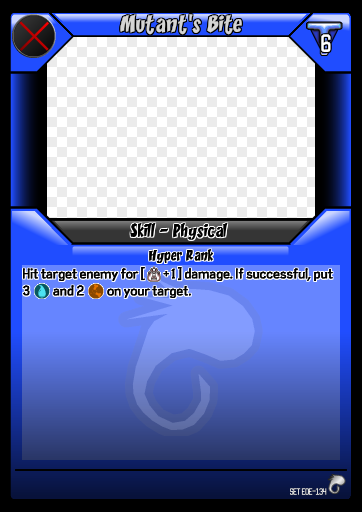 Mutant's Bite
6
Skill - Physical
Hyper Rank
Hit target enemy for [ +1] damage. If successful, put
3 and 2 on your target.
SET EDE-134